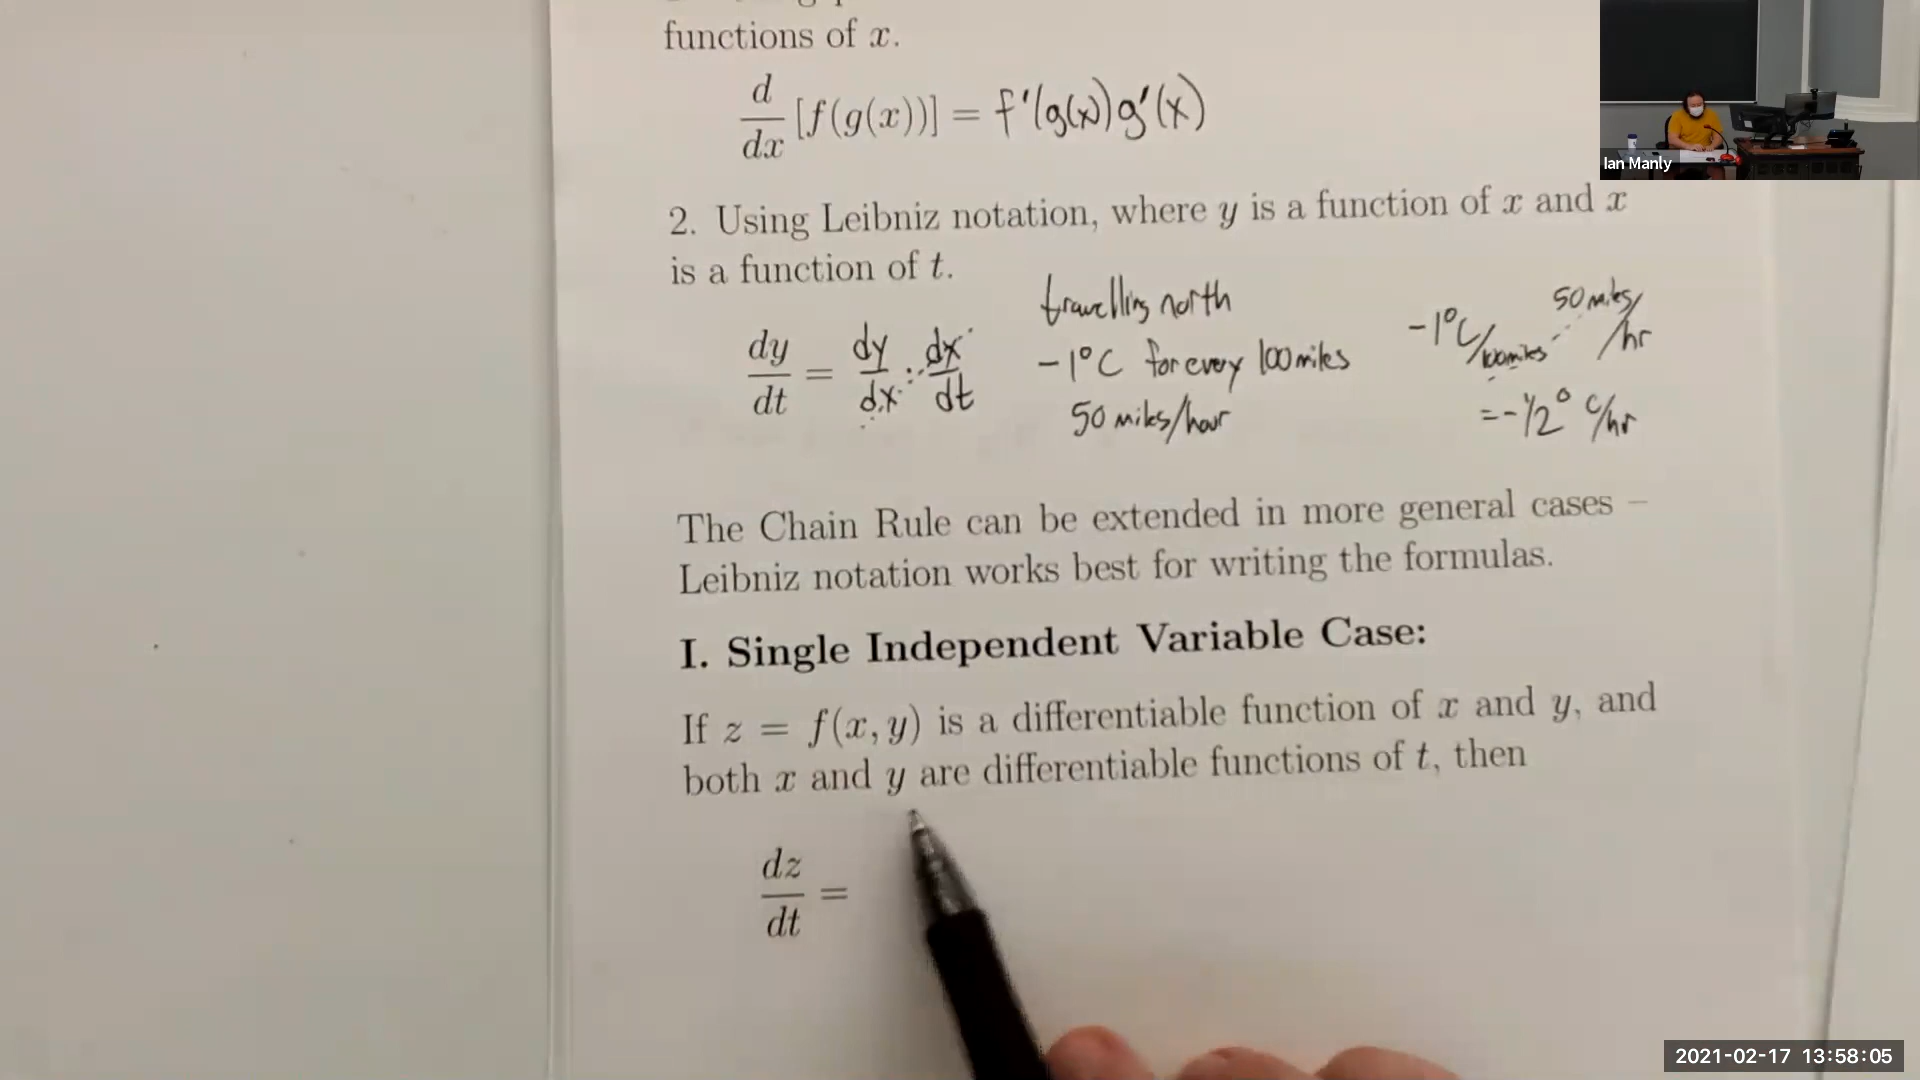 functions of x.
d/dx [f(g(x))] = f'(g(x))g'(x)
2. Using Leibniz notation, where y is a function of x and x
is a function of t.
dy/dt = dy/dx · dx/dt
travelling north
-1°C for every 100 miles
50 miles/hour
-1°C/100 miles · 50 miles/hr
= -1/2° C/hr
The Chain Rule can be extended in more general cases –
Leibniz notation works best for writing the formulas.
I. Single Independent Variable Case:
If z = f(x, y) is a differentiable function of x and y, and
both x and y are differentiable functions of t, then
dz/dt =
Ian Manly
2021-02-17 13:58:05